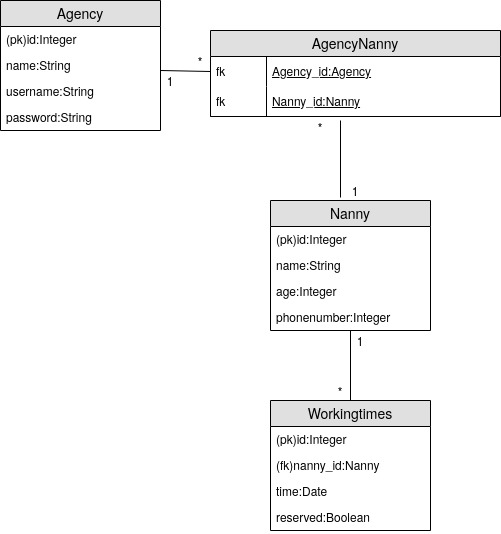 Agency
(pk)id:Integer
name:String
username:String
password:String
1
*
AgencyNanny
fk Agency_id:Agency
fk Nanny_id:Nanny
*
1
Nanny
(pk)id:Integer
name:String
age:Integer
phonenumber:Integer
1
*
Workingtimes
(pk)id:Integer
(fk)nanny_id:Nanny
time:Date
reserved:Boolean